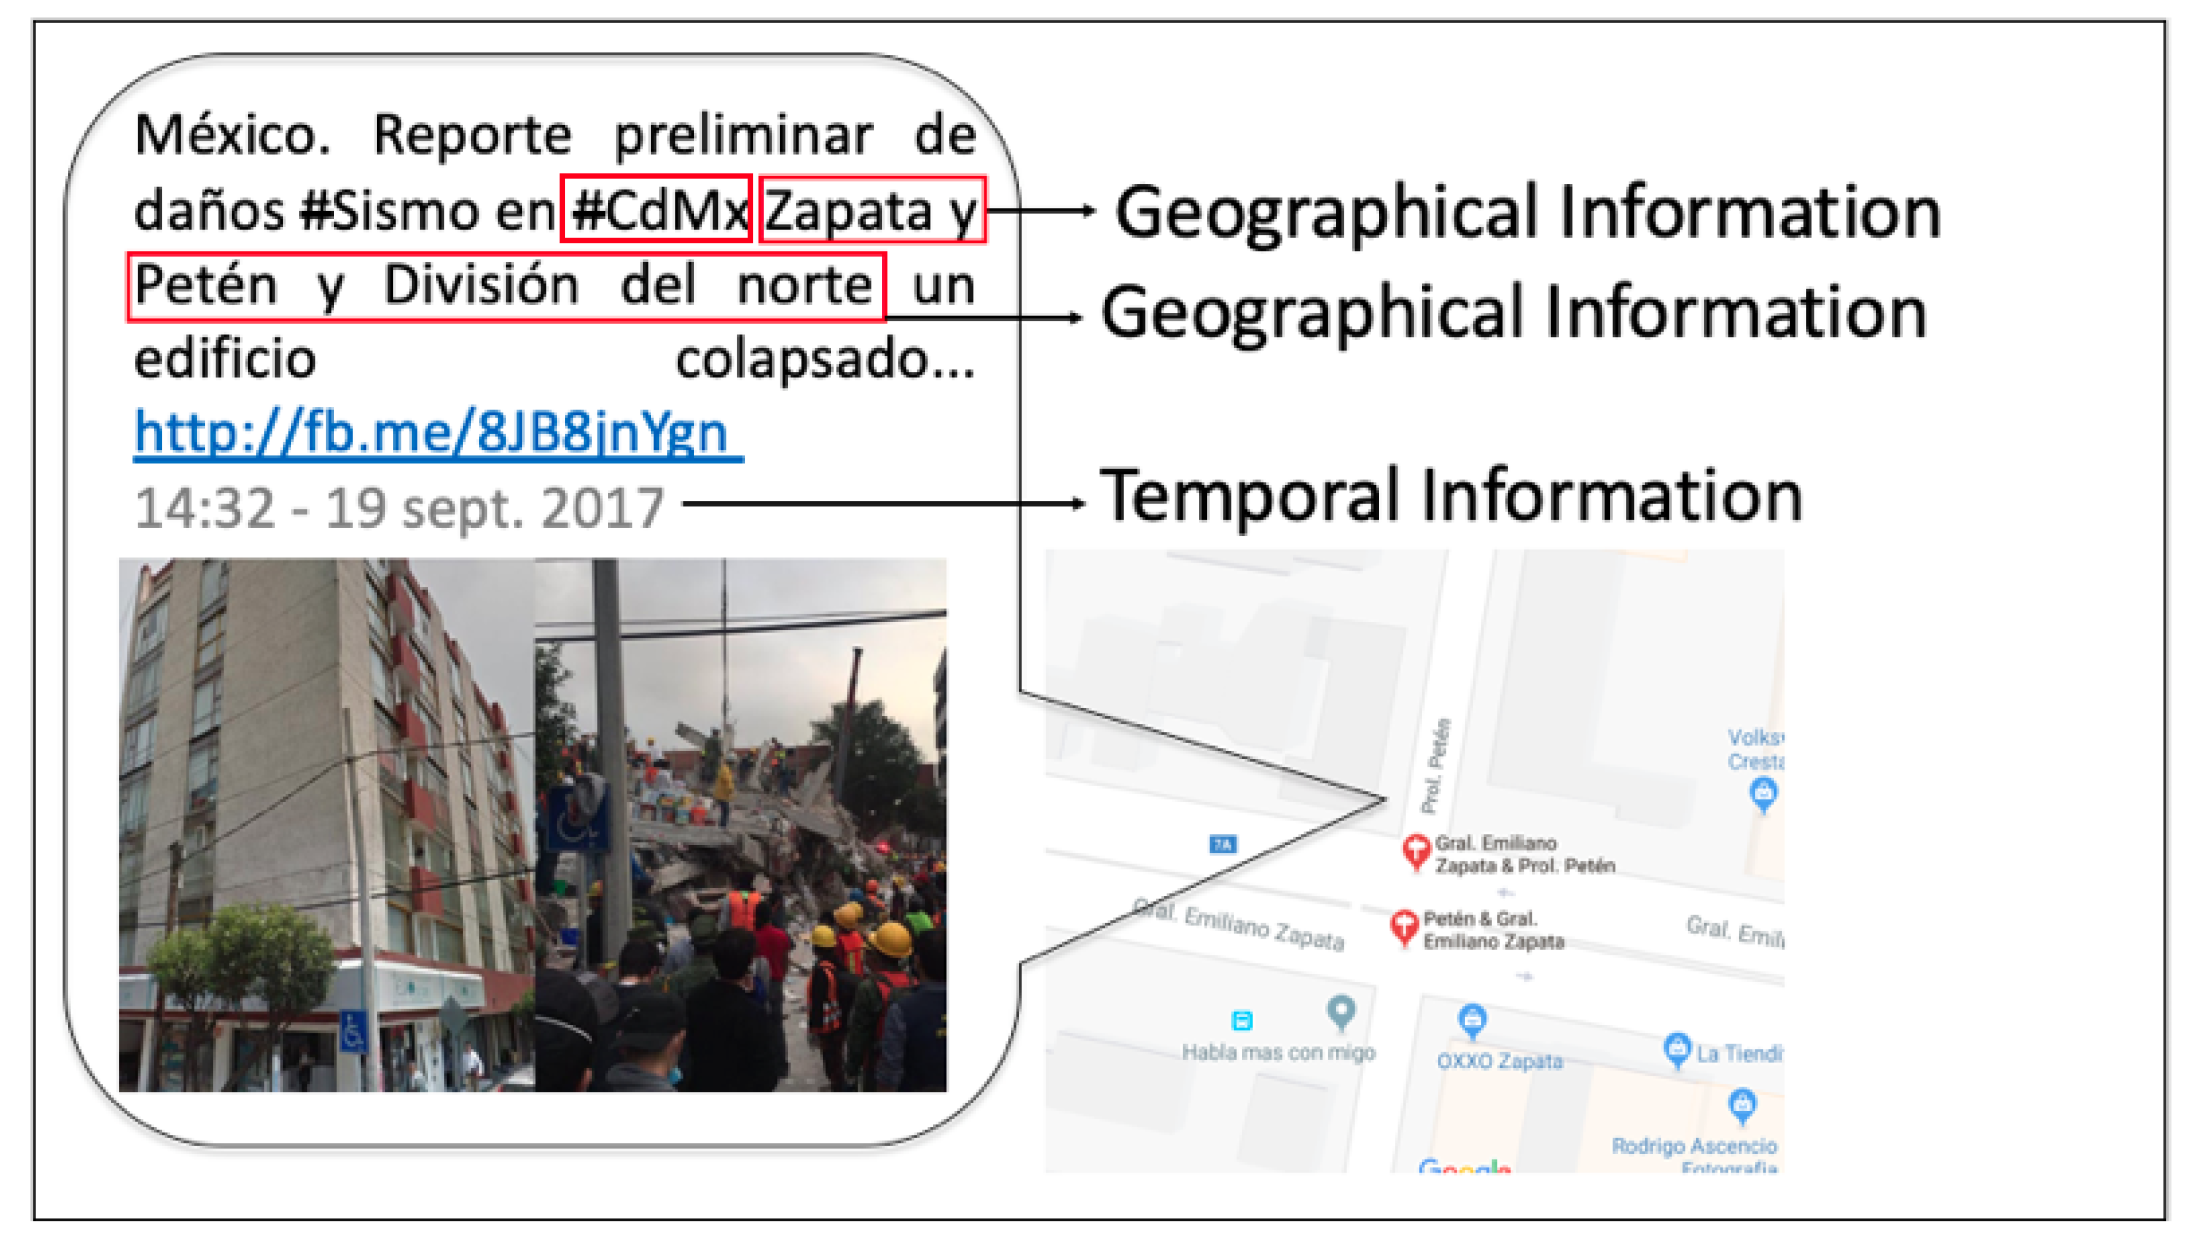 México. Reporte preliminar de
daños #Sismo en #CdMx Zapata y
Petén y División del norte un
edificio colapsado...
http://fb.me/8JB8jnYgn
14:32 - 19 sept. 2017
Geographical Information
Geographical Information
Temporal Information
Prol. Petén
Volksv
Cresta
7A
Gral. Emiliano
Zapata & Prol. Petén
Petén & Gral.
Emiliano Zapata
Gral. Emiliano Zapata
Gral. Emili
Habla mas con migo
OXXO Zapata
La Tiendi
Rodrigo Ascencio
Fotografia
Google